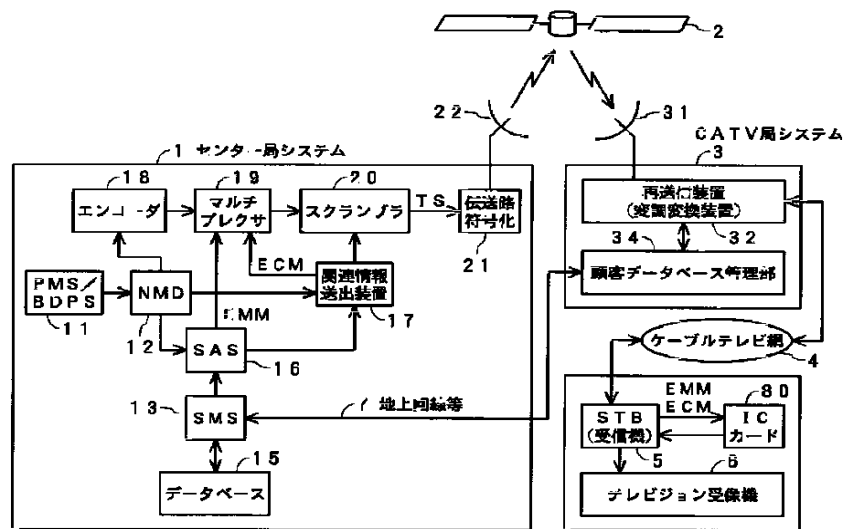 2
22
31
CATV局システム
3
1 センター局システム
18
19
20
エンコーダ
マルチ
プレクサ
スクランブラ
TS
伝送路
符号化
21
再送信装置
(変調変換装置)
32
34
顧客データベース管理部
ECM
PMS/
BDPS
11
NMD
12
EMM
関連情報
送出装置
17
SAS
16
ケーブルテレビ網
4
13
SMS
7 地上回線等
EMM
ECM
80
STB
(受信機)
5
IC
カード
15
データベース
6
テレビジョン受像機